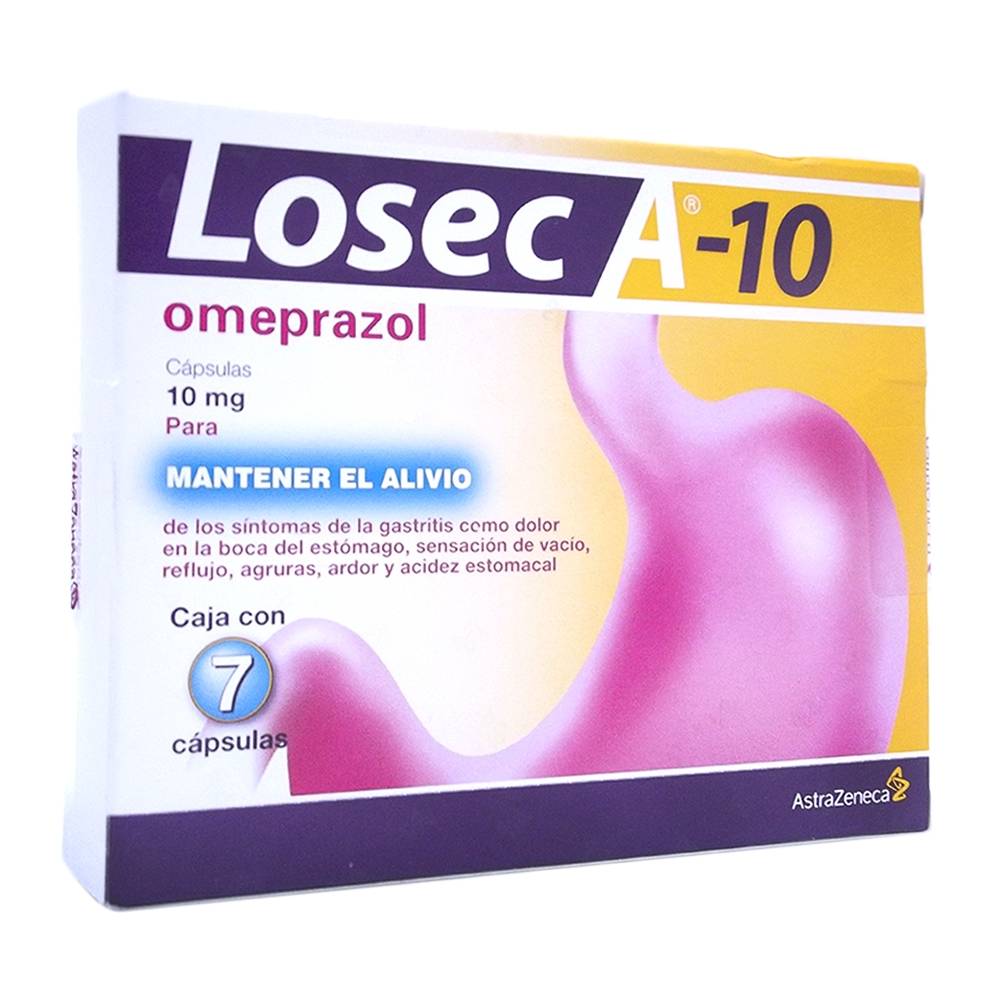 Losec A®-10
omeprazol
Cápsulas
10 mg
Para
MANTENER EL ALIVIO
de los síntomas de la gastritis como dolor
en la boca del estómago, sensación de vacío,
reflujo, agruras, ardor y acidez estomacal
Caja con
7
cápsulas
AstraZeneca
AstraZeneca